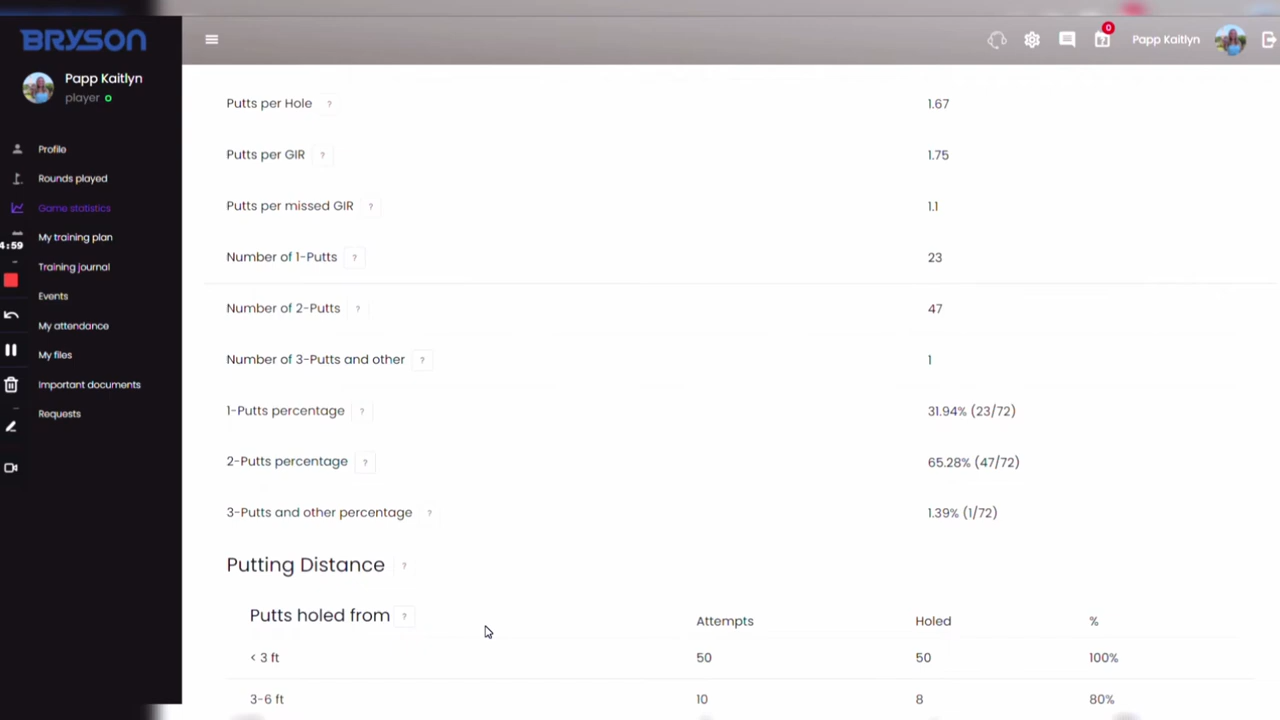 BRYSON
0
Papp Kaitlyn
Papp Kaitlyn
player
Profile
Rounds played
Game statistics
My training plan
4:59
Training journal
Events
My attendance
My files
Important documents
Requests
Putts per Hole ? 1.67
Putts per GIR ? 1.75
Putts per missed GIR ? 1.1
Number of 1-Putts ? 23
Number of 2-Putts ? 47
Number of 3-Putts and other ? 1
1-Putts percentage ? 31.94% (23/72)
2-Putts percentage ? 65.28% (47/72)
3-Putts and other percentage ? 1.39% (1/72)
Putting Distance ?
Putts holed from ? Attempts Holed %
< 3 ft 50 50 100%
3-6 ft 10 8 80%